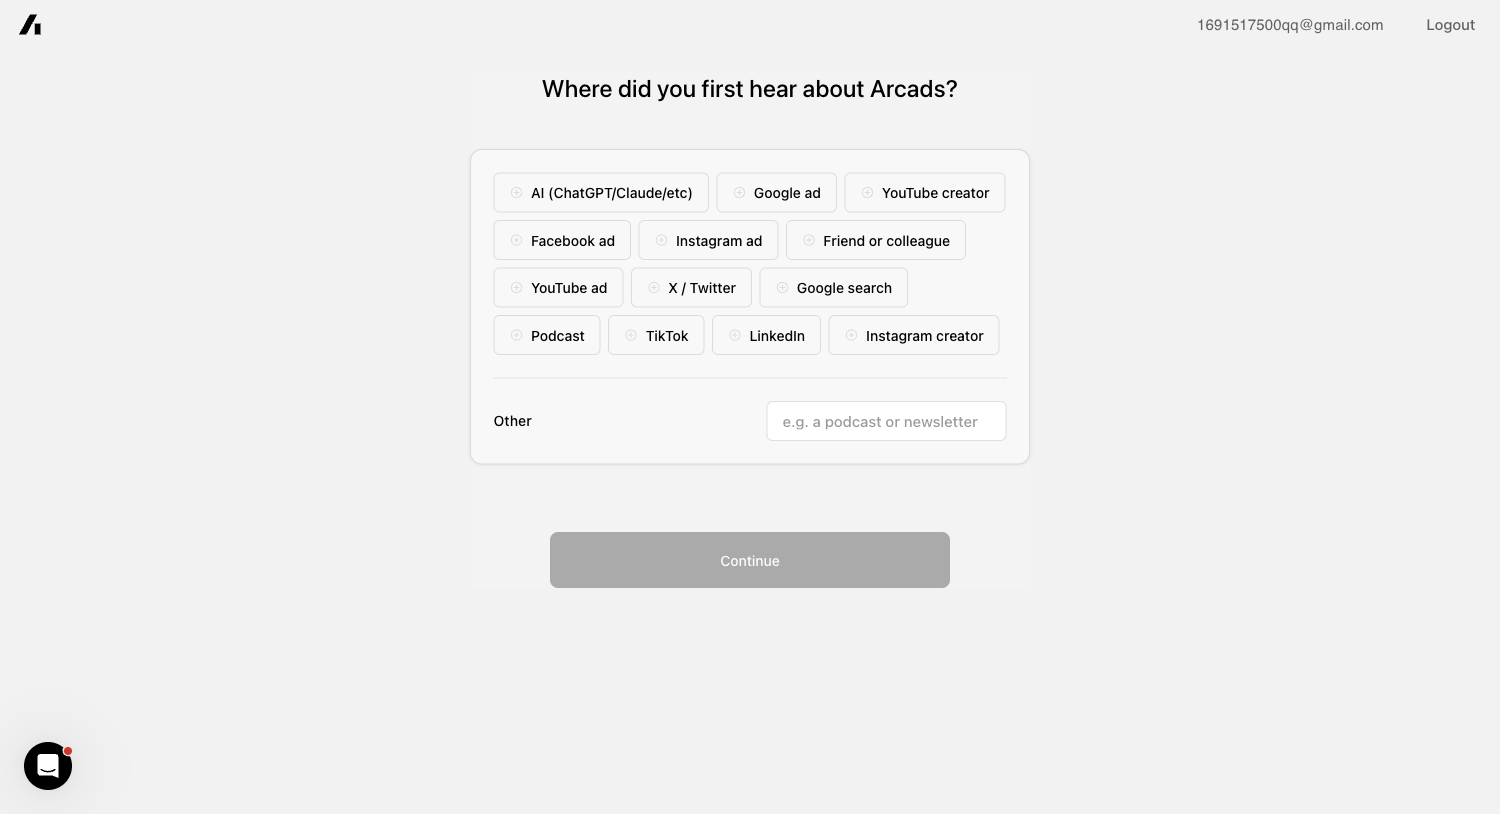 1691517500qq@gmail.com Logout
Where did you first hear about Arcads?
AI (ChatGPT/Claude/etc) Google ad YouTube creator
Facebook ad Instagram ad Friend or colleague
YouTube ad X / Twitter Google search
Podcast TikTok LinkedIn Instagram creator
Other e.g. a podcast or newsletter
Continue